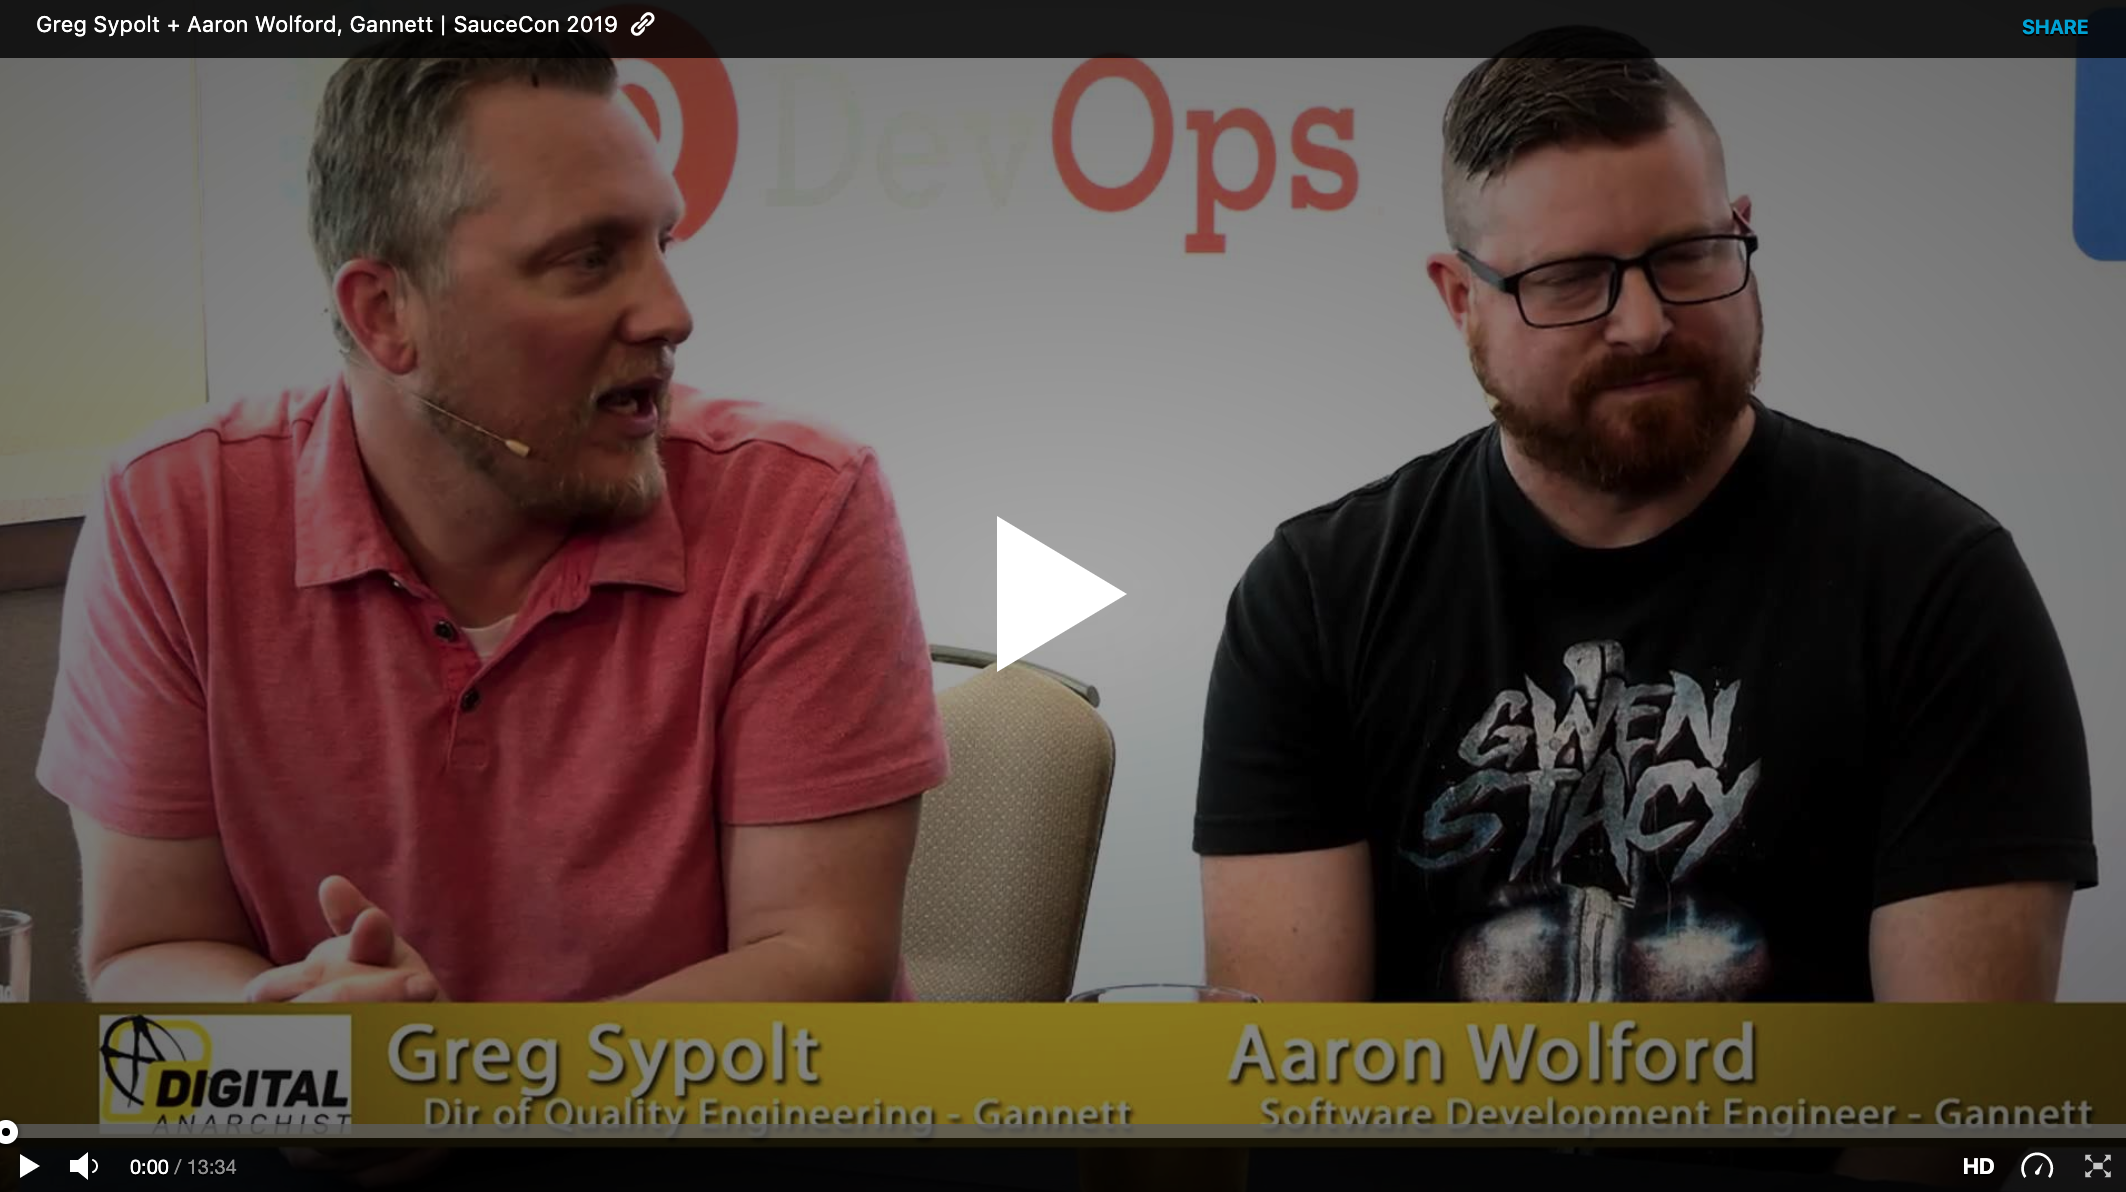 Greg Sypolt + Aaron Wolford, Gannett | SauceCon 2019
SHARE
DevOps
GWEN
STACY
DIGITAL
ANARCHIST
Greg Sypolt
Dir of Quality Engineering - Gannett
Aaron Wolford
Software Development Engineer - Gannett
0:00 / 13:34
HD